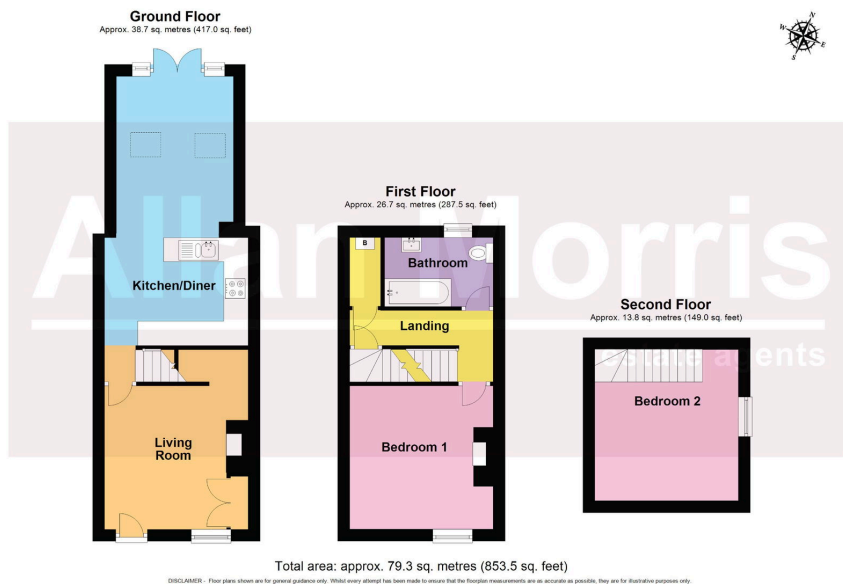 Ground Floor
Approx. 38.7 sq. metres (417.0 sq. feet)
N
W
E
S
First Floor
Approx. 26.7 sq. metres (287.5 sq. feet)
Allan Morris
estate agents
B
Bathroom
Kitchen/Diner
Landing
Second Floor
Approx. 13.8 sq. metres (149.0 sq. feet)
Living
Room
Bedroom 1
Bedroom 2
Total area: approx. 79.3 sq. metres (853.5 sq. feet)
DISCLAIMER - Floor plans shown are for general guidance only. Whilst every attempt has been made to ensure that the floorplan measurements are as accurate as possible, they are for illustrative purposes only.